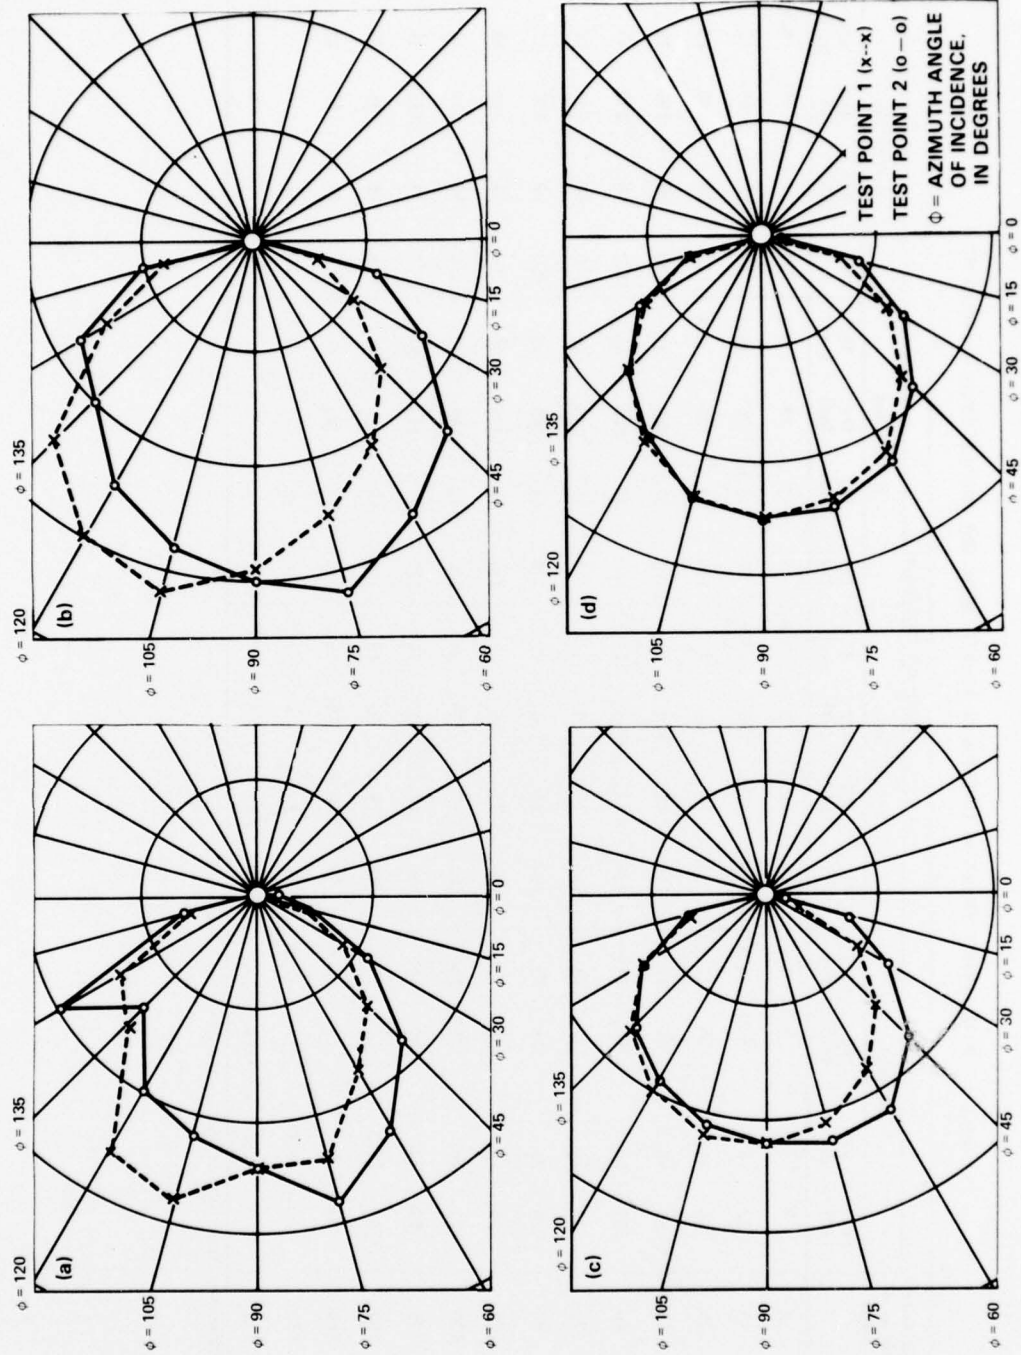 φ = 120
φ = 135
(b)
φ = 105
φ = 90
φ = 75
φ = 60
φ = 45
φ = 30
φ = 15
φ = 0
φ = 120
φ = 135
(d)
φ = 105
φ = 90
φ = 75
φ = 60
= 45
φ = 30
φ = 15
φ = 0
TEST POINT 1 (x--x)
TEST POINT 2 (o — o)
φ = AZIMUTH ANGLE
OF INCIDENCE,
IN DEGREES
φ = 120
φ = 135
(a)
φ = 105
φ = 90
φ = 75
φ = 60
φ = 45
φ = 30
φ = 15
φ = 0
φ = 120
φ = 135
(c)
φ = 105
φ = 90
φ = 75
φ = 60
φ = 45
φ = 30
φ = 15
φ = 0